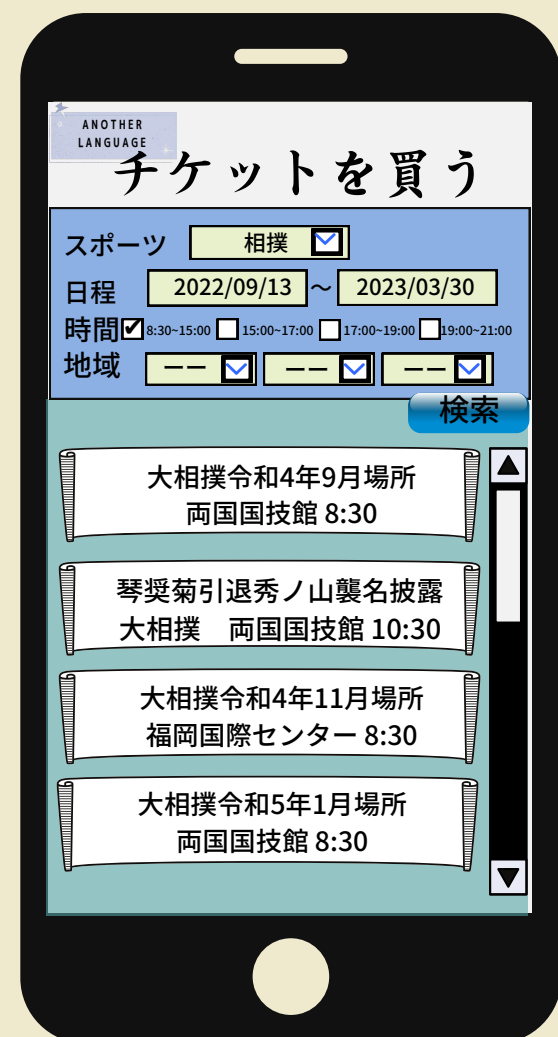 ANOTHER
LANGUAGE
チケットを買う
スポーツ 相撲
日程 2022/09/13 ～ 2023/03/30
時間 8:30~15:00 15:00~17:00 17:00~19:00 19:00~21:00
地域 ーー ーー ーー
検索
大相撲令和4年9月場所
両国国技館 8:30
琴奨菊引退秀ノ山襲名披露
大相撲　両国国技館 10:30
大相撲令和4年11月場所
福岡国際センター 8:30
大相撲令和5年1月場所
両国国技館 8:30